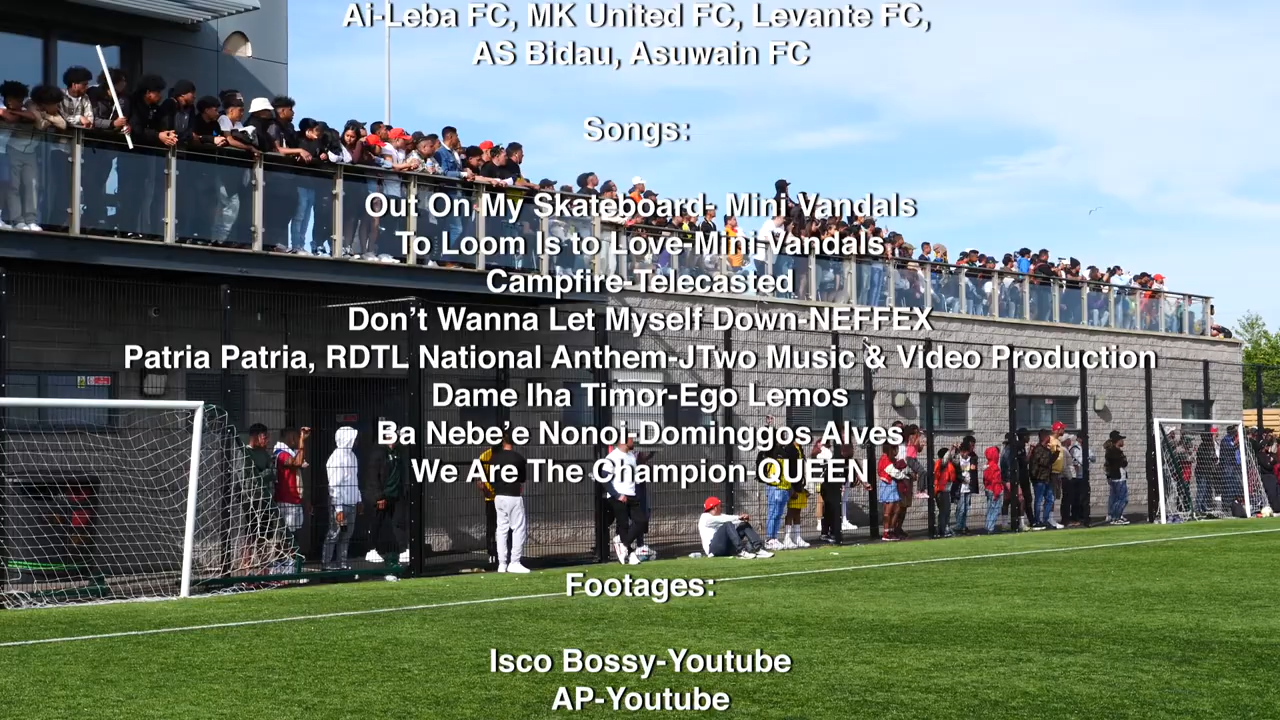 Ai-Leba FC, MK United FC, Levante FC,
AS Bidau, Asuwain FC
Songs:
Out On My Skateboard- Mini Vandals
To Loom Is to Love-Mini Vandals
Campfire-Telecasted
Don’t Wanna Let Myself Down-NEFFEX
Patria Patria, RDTL National Anthem-JTwo Music & Video Production
Dame Iha Timor-Ego Lemos
Ba Nebe’e Nonoi-Dominggos Alves
We Are The Champion-QUEEN
Footages:
Isco Bossy-Youtube
AP-Youtube